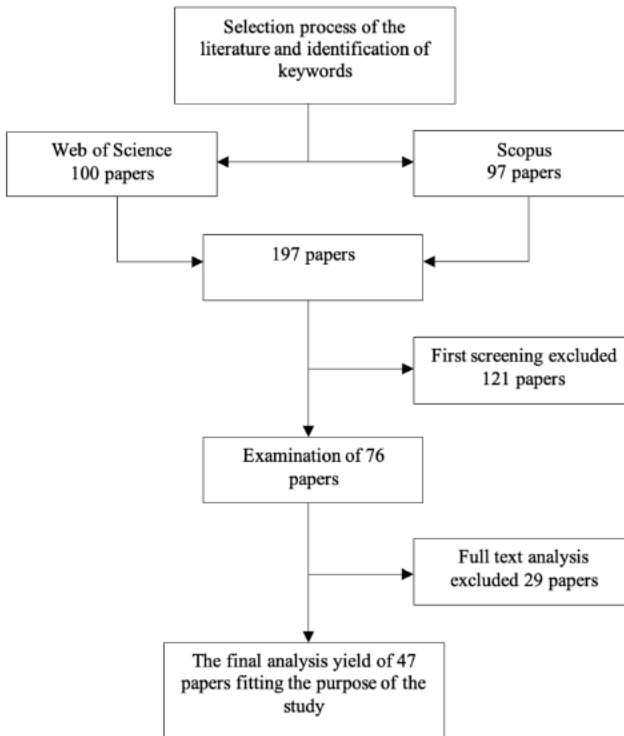 Selection process of the
literature and identification of
keywords
Web of Science
100 papers
Scopus
97 papers
197 papers
First screening excluded
121 papers
Examination of 76
papers
Full text analysis
excluded 29 papers
The final analysis yield of 47
papers fitting the purpose of the
study